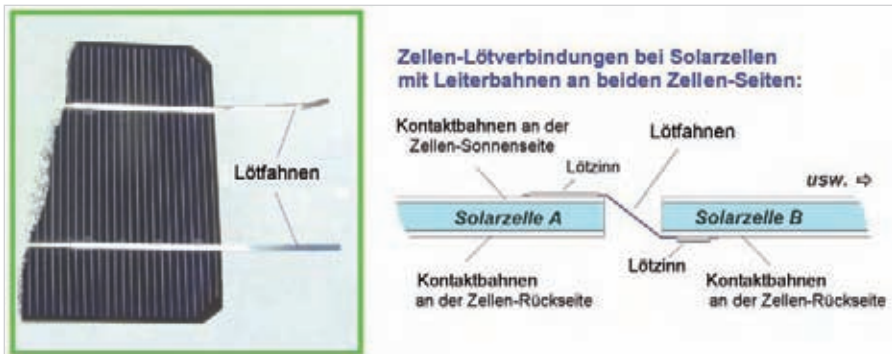 Lötfahnen
Zellen-Lötverbindungen bei Solarzellen
mit Leiterbahnen an beiden Zellen-Seiten:
Kontaktbahnen an der
Zellen-Sonnenseite
Lötzinn
Lötfahnen
usw. ⇨
Solarzelle A
Solarzelle B
Kontaktbahnen
an der Zellen-Rückseite
Lötzinn
Kontaktbahnen
an der Zellen-Rückseite